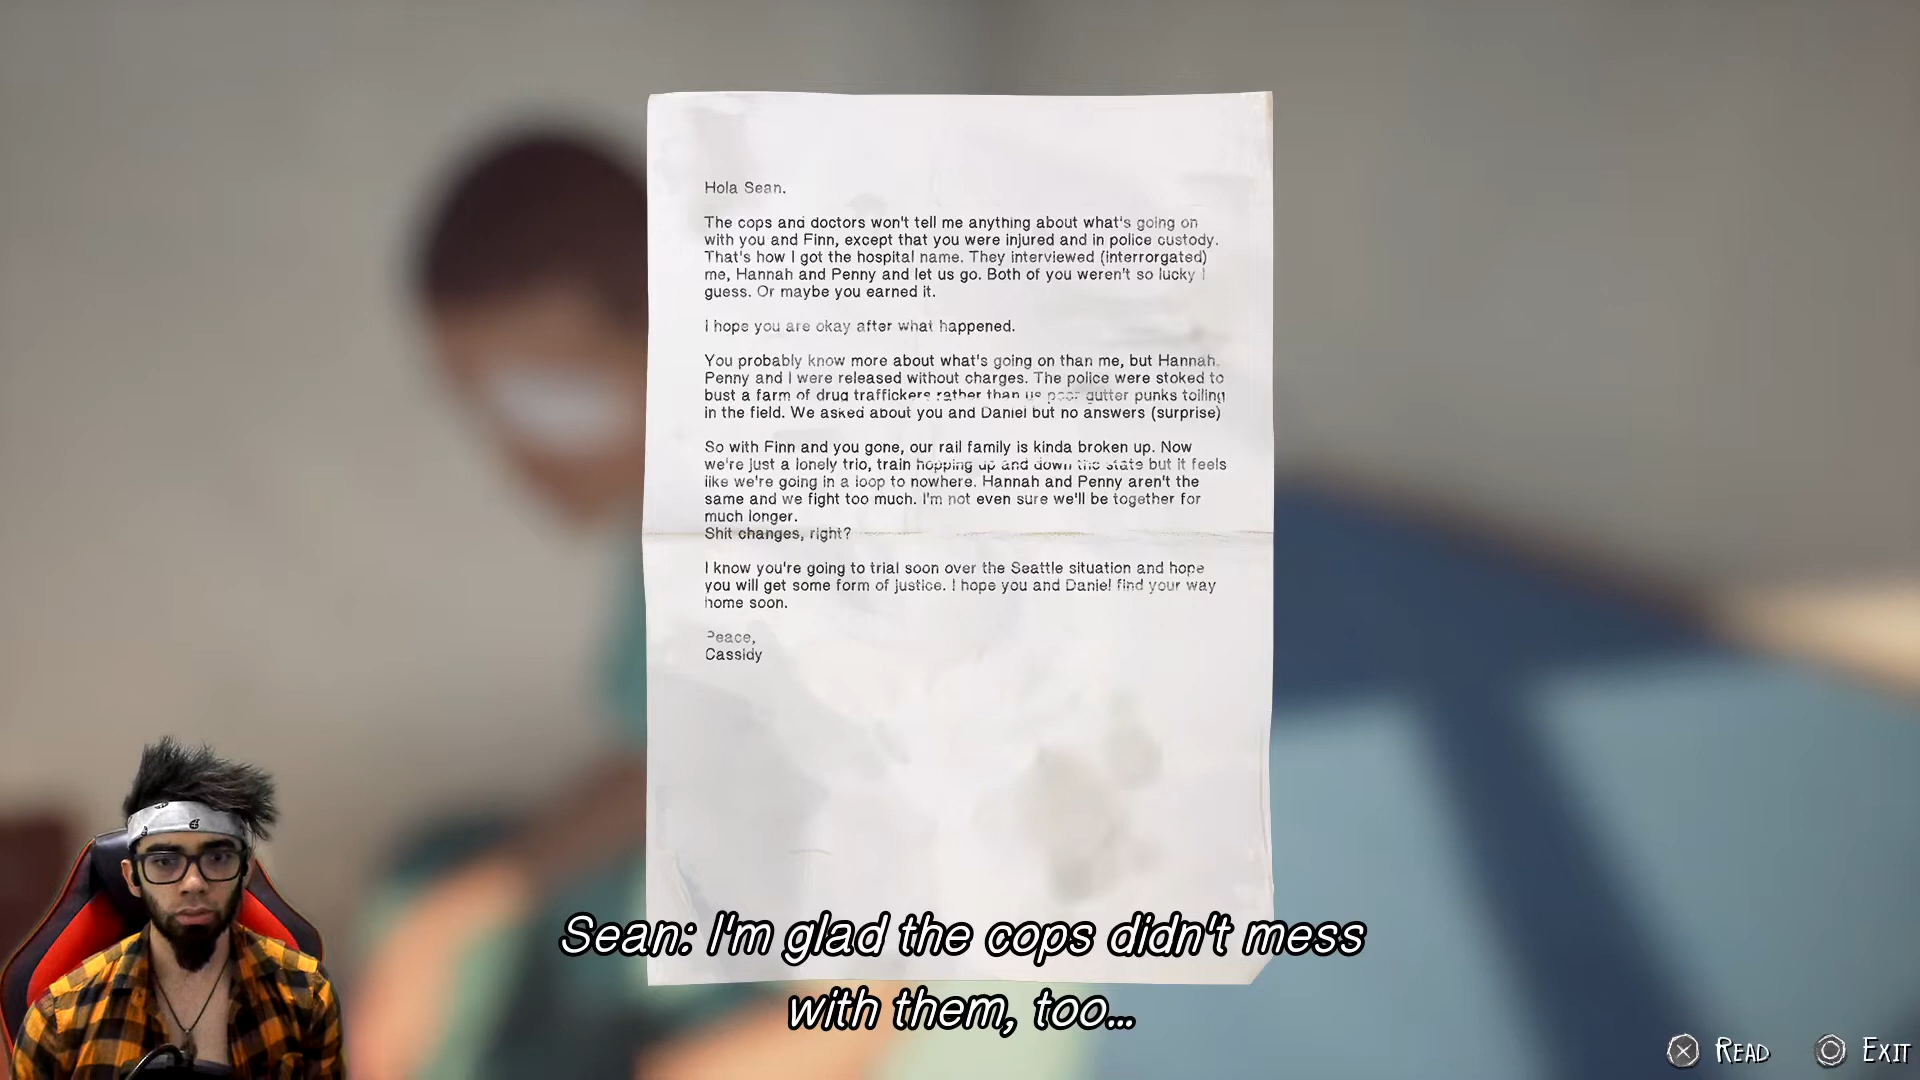 Hola Sean.
The cops and doctors won't tell me anything about what's going on
with you and Finn, except that you were injured and in police custody.
That's how I got the hospital name. They interviewed (interrorgated)
me, Hannah and Penny and let us go. Both of you weren't so lucky I
guess. Or maybe you earned it.
I hope you are okay after what happened.
You probably know more about what's going on than me, but Hannah,
Penny and I were released without charges. The police were stoked to
bust a farm of drug traffickers rather than us poor gutter punks toiling
in the field. We asked about you and Daniel but no answers (surprise)
So with Finn and you gone, our rail family is kinda broken up. Now
we're just a lonely trio, train hopping up and down the state but it feels
like we're going in a loop to nowhere. Hannah and Penny aren't the
same and we fight too much. I'm not even sure we'll be together for
much longer.
Shit changes, right?
I know you're going to trial soon over the Seattle situation and hope
you will get some form of justice. I hope you and Daniel find your way
home soon.
Peace,
Cassidy
Sean: I'm glad the cops didn't mess
with them, too...
READ
EXIT